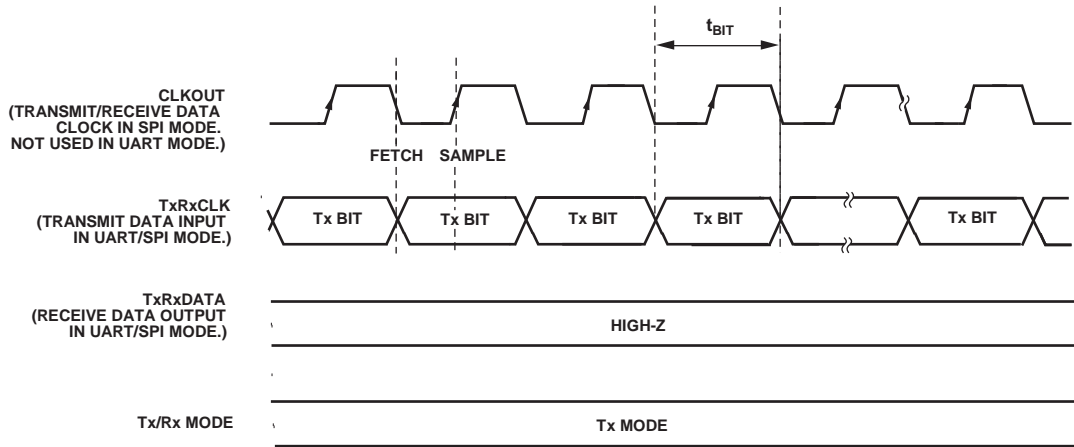 tBIT
CLKOUT
(TRANSMIT/RECEIVE DATA
CLOCK IN SPI MODE.
NOT USED IN UART MODE.)
FETCH SAMPLE
TxRxCLK
(TRANSMIT DATA INPUT
IN UART/SPI MODE.)
Tx BIT Tx BIT Tx BIT Tx BIT Tx BIT
TxRxDATA
(RECEIVE DATA OUTPUT
IN UART/SPI MODE.)
HIGH-Z
Tx/Rx MODE
Tx MODE